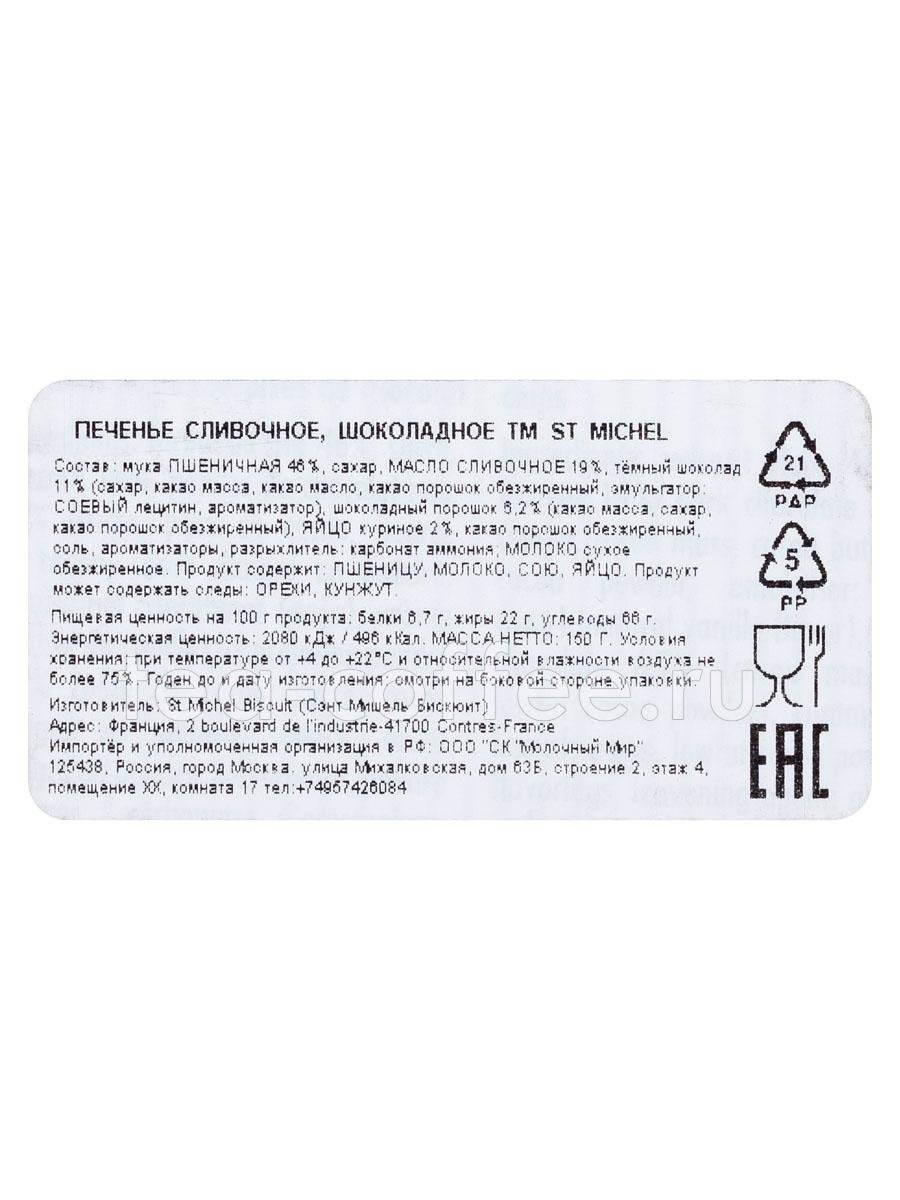 ПЕЧЕНЬЕ СЛИВОЧНОЕ, ШОКОЛАДНОЕ ТМ ST MICHEL
Состав: мука ПШЕНИЧНАЯ 46%, сахар, МАСЛО СЛИВОЧНОЕ 19%, тёмный шоколад
11% (сахар, какао масса, какао масло, какао порошок обезжиренный, эмульгатор:
СОЕВЫЙ лецитин, ароматизатор), шоколадный порошок 6,2% (какао масса, сахар,
какао порошок обезжиренный), ЯЙЦО куриное 2%, какао порошок обезжиренный,
соль, ароматизаторы, разрыхлитель: карбонат аммония; МОЛОКО сухое
обезжиренное. Продукт содержит: ПШЕНИЦУ, МОЛОКО, СОЮ, ЯЙЦО. Продукт
может содержать следы: ОРЕХИ, КУНЖУТ.
Пищевая ценность на 100 г продукта: белки 6,7 г, жиры 22 г, углеводы 66 г.
Энергетическая ценность: 2080 кДж / 496 кКал. МАССА НЕТТО: 150 Г. Условия
хранения: при температуре от +4 до +22°С и относительной влажности воздуха не
более 75%. Годен до и дату изготовления смотри на боковой стороне упаковки.
Изготовитель: St Michel Biscuit (Сэнт Мишель Бискюит)
Адрес: Франция, 2 boulevard de l'industrie-41700 Contres-France
Импортёр и уполномоченная организация в РФ: ООО "СК"Молочный Мир"
125438, Россия, город Москва. улица Михалковская, дом 63Б, строение 2, этаж 4,
помещение XX, комната 17 тел:+74957426084
21
PAP
5
PP
EAC
tea-coffee.ru